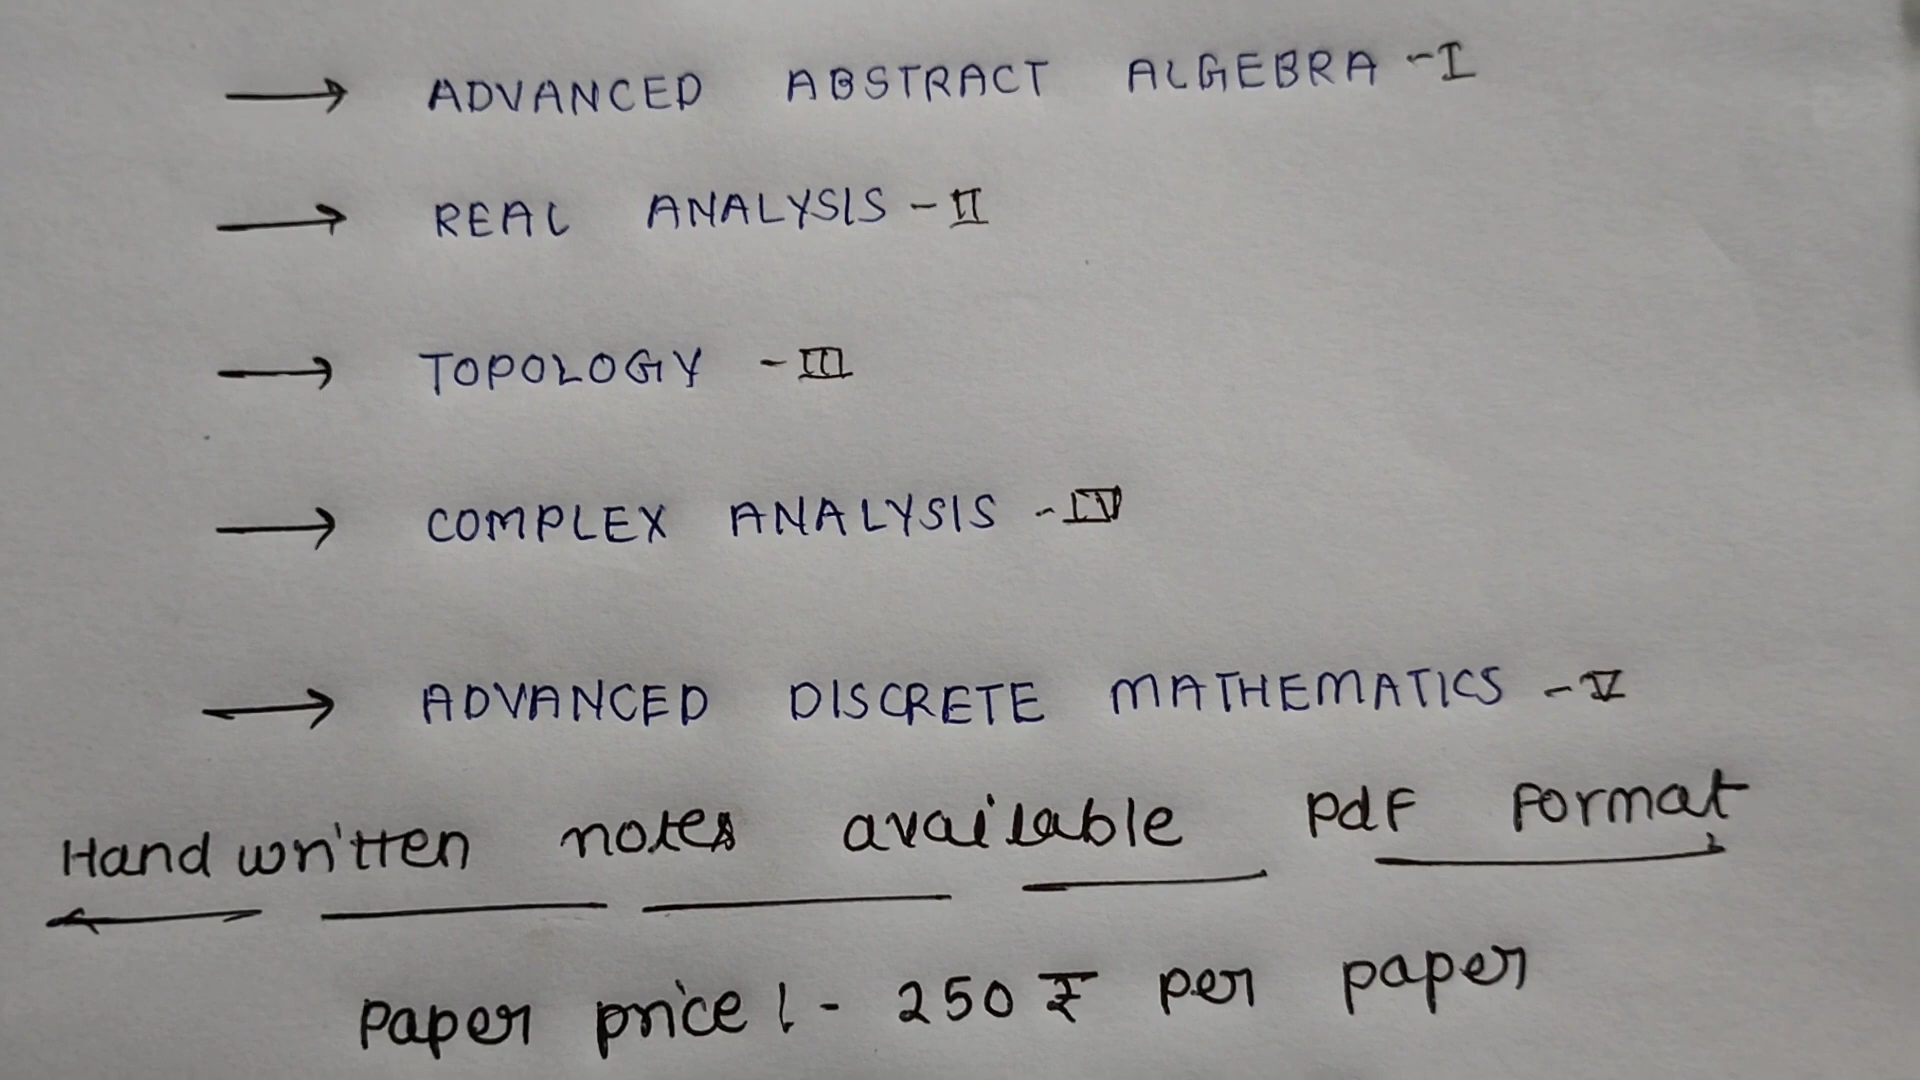 → ADVANCED ABSTRACT ALGEBRA - I
→ REAL ANALYSIS - II
→ TOPOLOGY - III
→ COMPLEX ANALYSIS - IV
→ ADVANCED DISCRETE MATHEMATICS - V
Hand written notes available pdF Format
Paper price :- 250 ₹ per paper